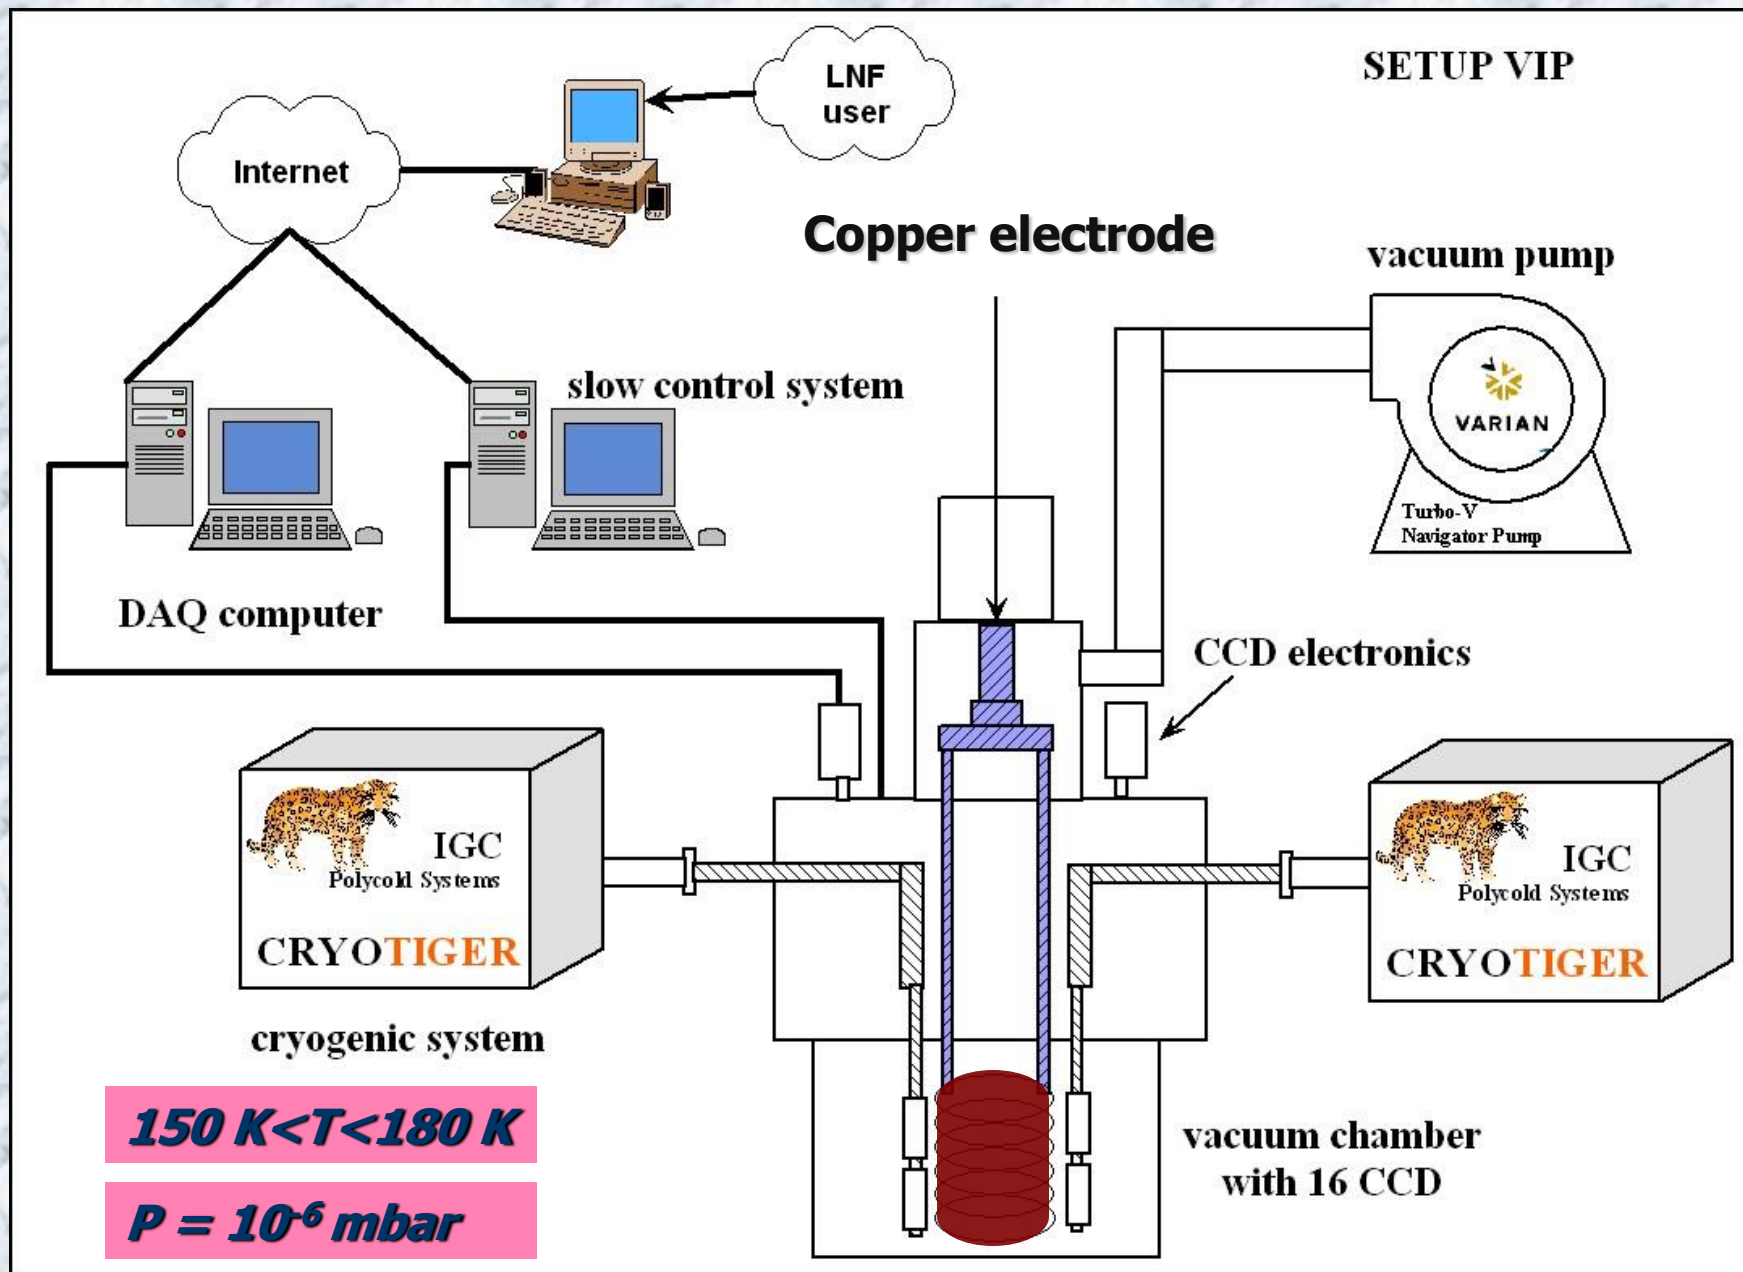 SETUP VIP
LNF
user
Internet
Copper electrode
vacuum pump
VARIAN
Turbo-V
Navigator Pump
slow control system
DAQ computer
CCD electronics
IGC
Polycold Systems
CRYOTIGER
IGC
Polycold Systems
CRYOTIGER
cryogenic system
150 K<T<180 K
P = 10⁻⁶ mbar
vacuum chamber
with 16 CCD